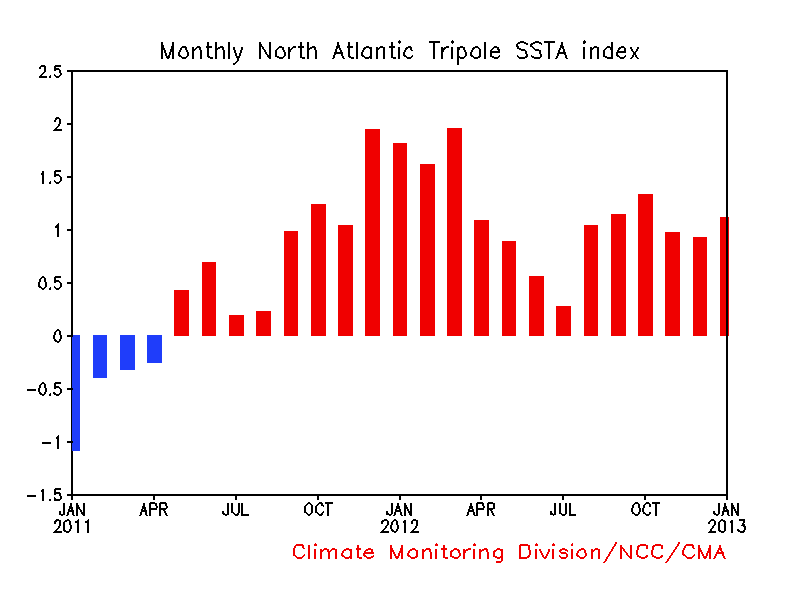 Monthly North Atlantic Tripole SSTA index
2.5
2
1.5
1
0.5
0
−0.5
−1
−1.5
JAN APR JUL OCT JAN APR JUL OCT JAN
2011 2012 2013
Climate Monitoring Division/NCC/CMA